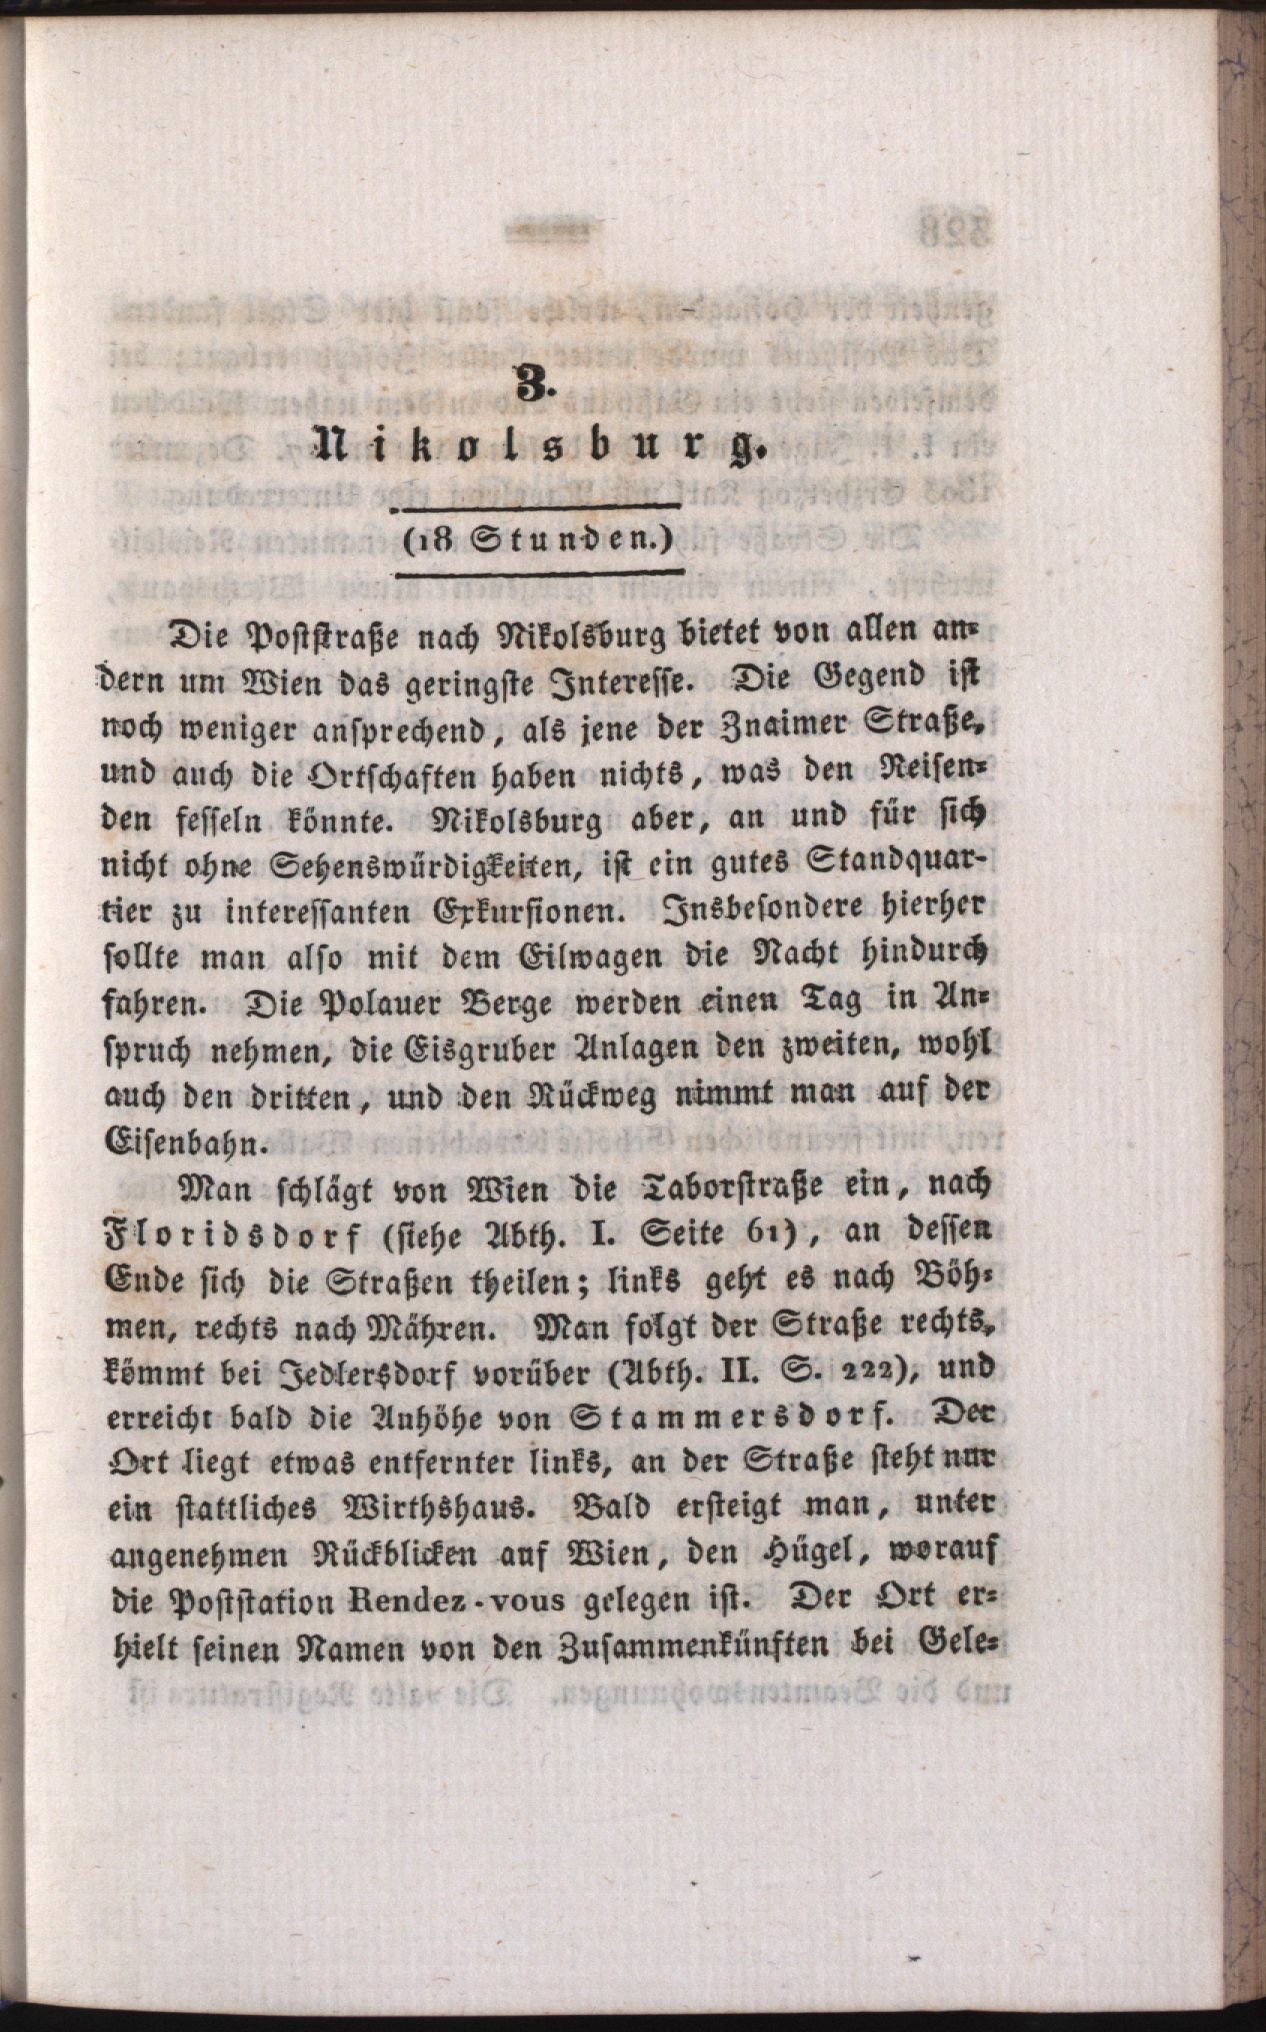 3.
Nikolsburg.
(18 Stunden.)
Die Poststraße nach Nikolsburg bietet von allen an-
dern um Wien das geringste Interesse. Die Gegend ist
noch weniger ansprechend, als jene der Znaimer Straße,
und auch die Ortschaften haben nichts, was den Reisen-
den fesseln könnte. Nikolsburg aber, an und für sich
nicht ohne Sehenswürdigkeiten, ist ein gutes Standquar-
tier zu interessanten Exkursionen. Insbesondere hierher
sollte man also mit dem Eilwagen die Nacht hindurch
fahren. Die Polauer Berge werden einen Tag in An-
spruch nehmen, die Eisgruber Anlagen den zweiten, wohl
auch den dritten, und den Rückweg nimmt man auf der
Eisenbahn.
Man schlägt von Wien die Taborstraße ein, nach
Floridsdorf (siehe Abth. I. Seite 61), an dessen
Ende sich die Straßen theilen; links geht es nach Böh-
men, rechts nach Mähren. Man folgt der Straße rechts,
kömmt bei Jedlersdorf vorüber (Abth. II. S. 222), und
erreicht bald die Anhöhe von Stammersdorf. Der
Ort liegt etwas entfernter links, an der Straße steht nur
ein stattliches Wirthshaus. Bald ersteigt man, unter
angenehmen Rückblicken auf Wien, den Hügel, worauf
die Poststation Rendez-vous gelegen ist. Der Ort er-
hielt seinen Namen von den Zusammenkünften bei Gele-